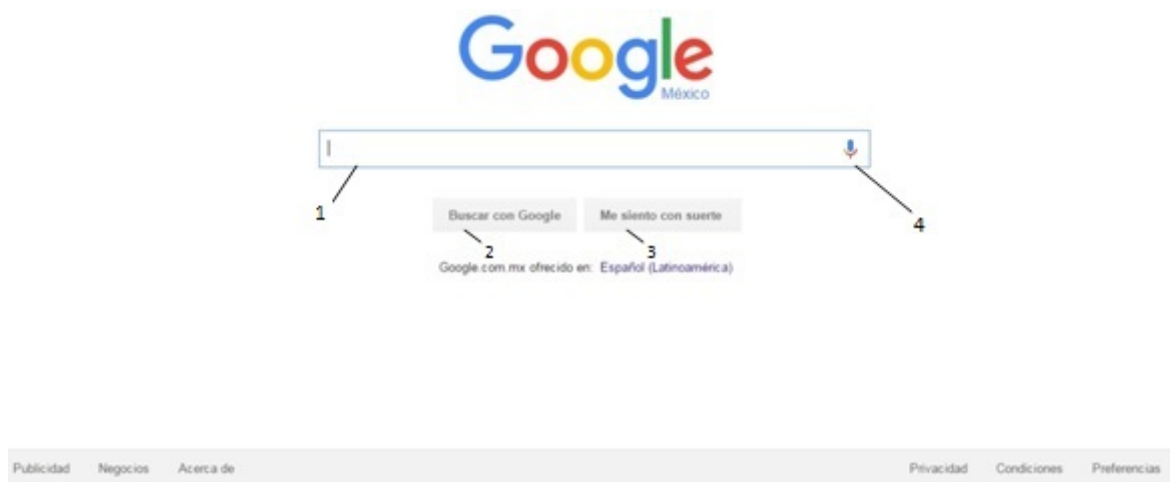 Google
México
1
4
Buscar con Google Me siento con suerte
2 3
Google.com.mx ofrecido en: Español (Latinoamérica)
Publicidad Negocios Acerca de Privacidad Condiciones Preferencias